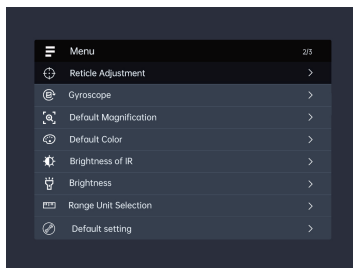 Menu 2/3
Reticle Adjustment
Gyroscope
Default Magnification
Default Color
Brightness of IR
Brightness
Range Unit Selection
Default setting